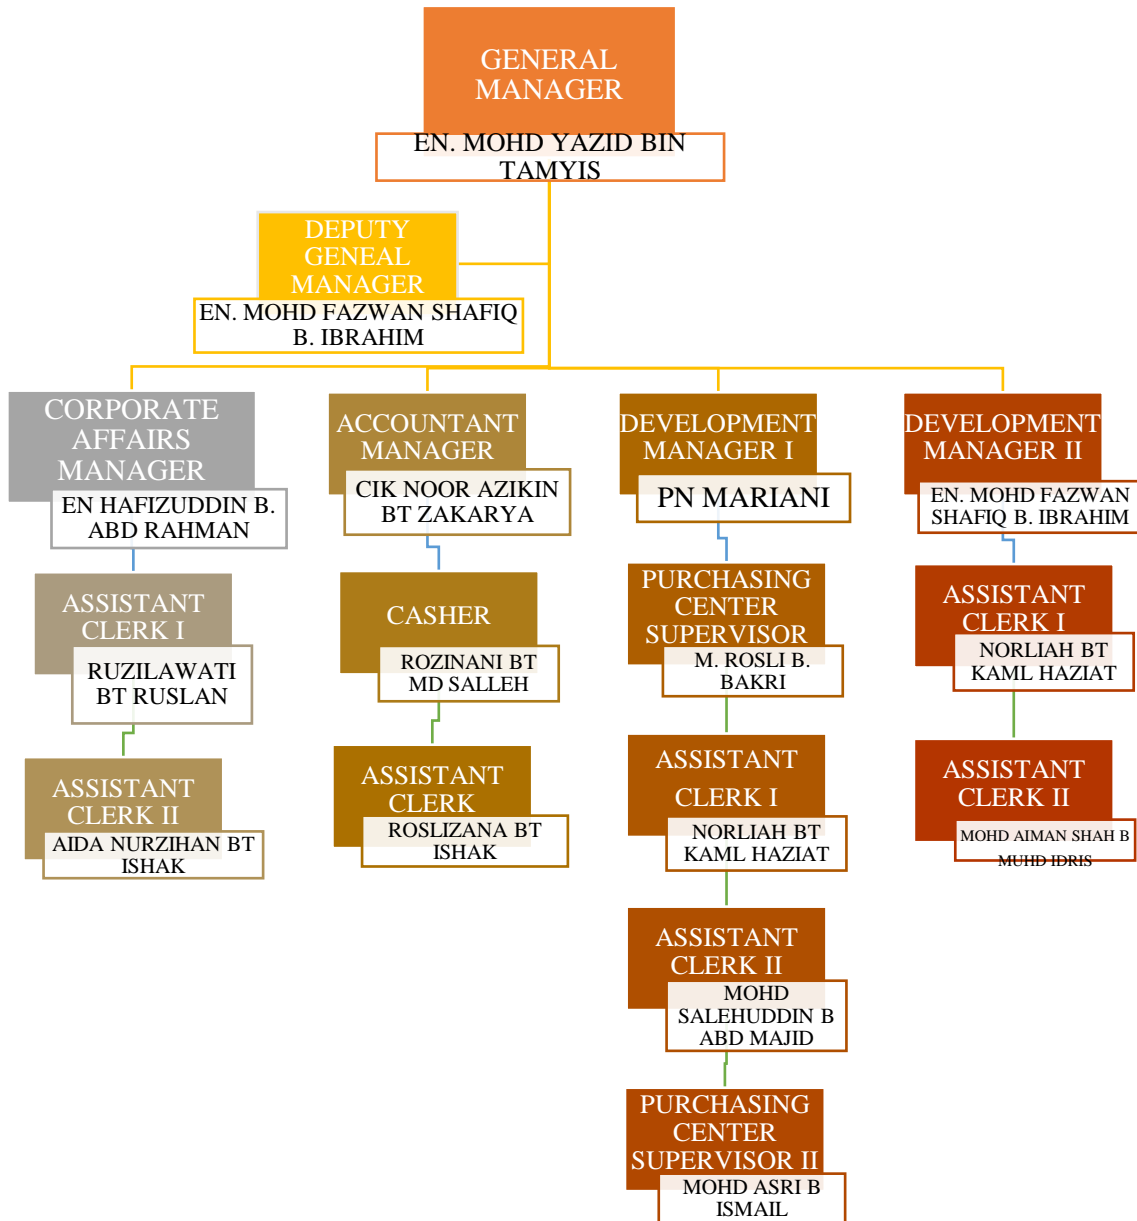 GENERAL
MANAGER
EN. MOHD YAZID BIN
TAMYIS
DEPUTY
GENEAL
MANAGER
EN. MOHD FAZWAN SHAFIQ
B. IBRAHIM
CORPORATE
AFFAIRS
MANAGER
EN HAFIZUDDIN B.
ABD RAHMAN
ASSISTANT
CLERK I
RUZILAWATI
BT RUSLAN
ASSISTANT
CLERK II
AIDA NURZIHAN BT
ISHAK
ACCOUNTANT
MANAGER
CIK NOOR AZIKIN
BT ZAKARYA
CASHER
ROZINANI BT
MD SALLEH
ASSISTANT
CLERK
ROSLIZANA BT
ISHAK
DEVELOPMENT
MANAGER I
PN MARIANI
PURCHASING
CENTER
SUPERVISOR
M. ROSLI B.
BAKRI
ASSISTANT
CLERK I
NORLIAH BT
KAML HAZIAT
ASSISTANT
CLERK II
MOHD
SALEHUDDIN B
ABD MAJID
PURCHASING
CENTER
SUPERVISOR II
MOHD ASRI B
ISMAIL
DEVELOPMENT
MANAGER II
EN. MOHD FAZWAN
SHAFIQ B. IBRAHIM
ASSISTANT
CLERK I
NORLIAH BT
KAML HAZIAT
ASSISTANT
CLERK II
MOHD AIMAN SHAH B
MUHD IDRIS